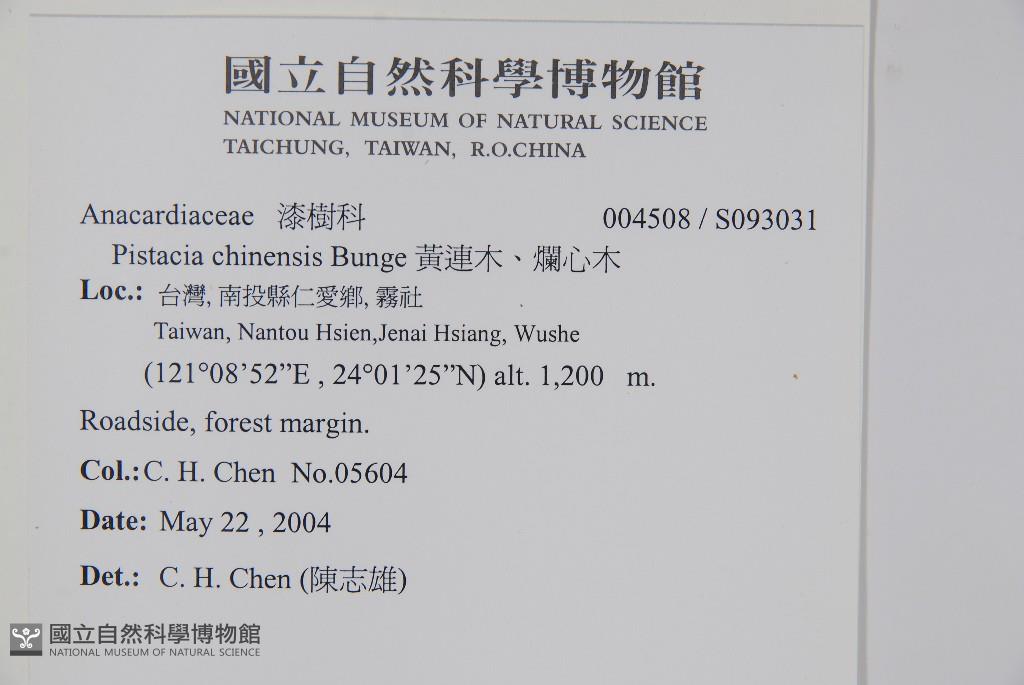 國立自然科學博物館
NATIONAL MUSEUM OF NATURAL SCIENCE
TAICHUNG, TAIWAN, R.O.CHINA
Anacardiaceae 漆樹科 004508 / S093031
Pistacia chinensis Bunge 黃連木、爛心木
Loc.: 台灣, 南投縣仁愛鄉, 霧社
Taiwan, Nantou Hsien,Jenai Hsiang, Wushe
(121°08’52”E , 24°01’25”N) alt. 1,200 m.
Roadside, forest margin.
Col.: C. H. Chen No.05604
Date: May 22 , 2004
Det.: C. H. Chen (陳志雄)
國立自然科學博物館
NATIONAL MUSEUM OF NATURAL SCIENCE